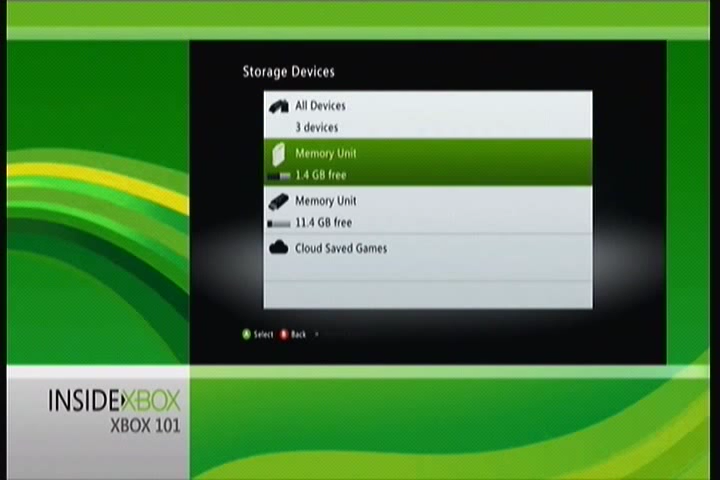 Storage Devices
All Devices
3 devices
Memory Unit
1.4 GB free
Memory Unit
11.4 GB free
Cloud Saved Games
A Select B Back
INSIDEXBOX
XBOX 101